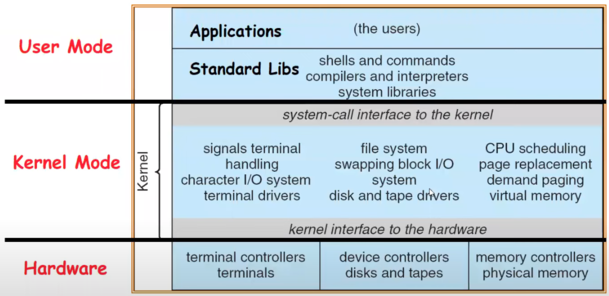 User Mode
Applications
(the users)
Standard Libs
shells and commands
compilers and interpreters
system libraries
system-call interface to the kernel
Kernel Mode
Kernel
signals terminal
handling
character I/O system
terminal drivers
file system
swapping block I/O
system
disk and tape drivers
CPU scheduling
page replacement
demand paging
virtual memory
kernel interface to the hardware
Hardware
terminal controllers
terminals
device controllers
disks and tapes
memory controllers
physical memory